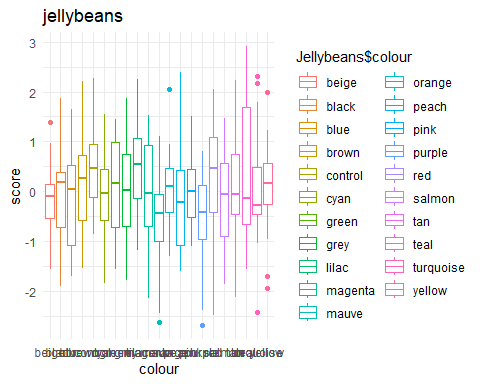 jellybeans
3
2
1
0
-1
-2
score
colour
Jellybeans$colour
beige
black
blue
brown
control
cyan
green
grey
lilac
magenta
mauve
orange
peach
pink
purple
red
salmon
tan
teal
turquoise
yellow